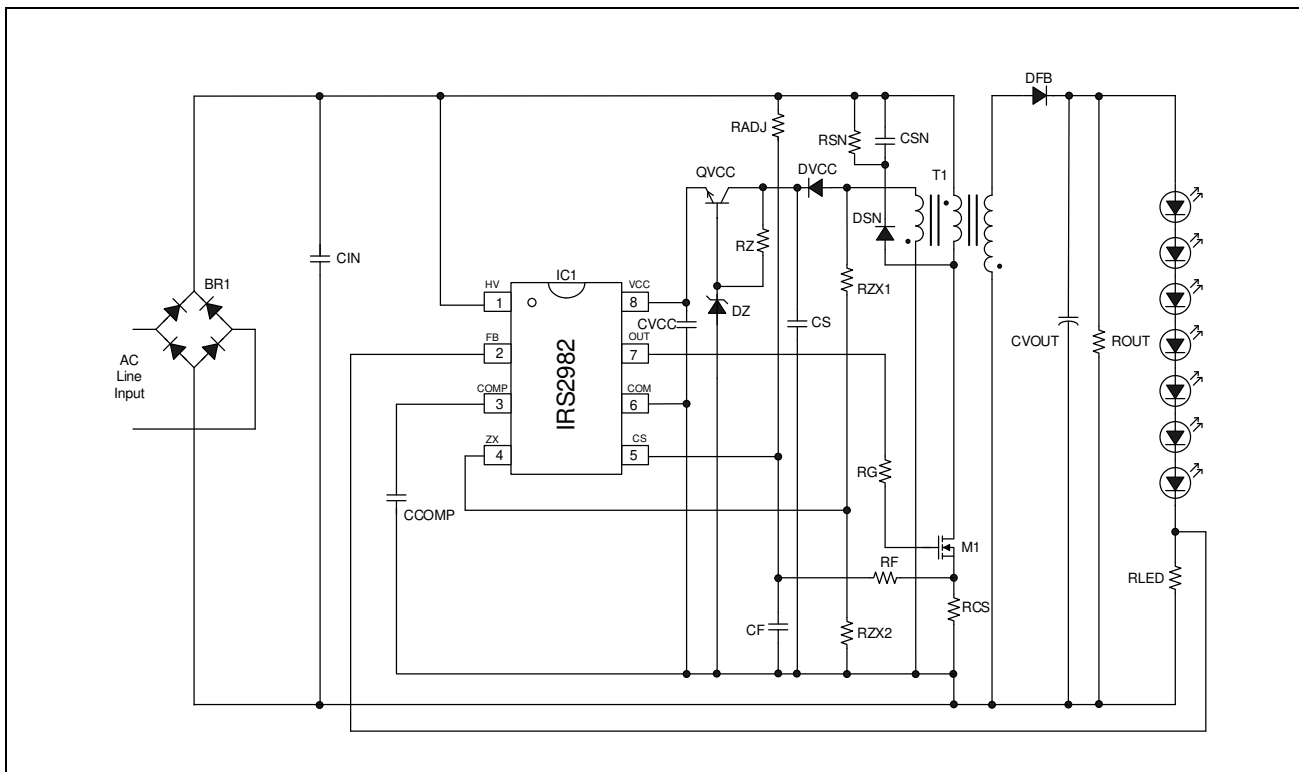 DFB
RADJ
RSN
CSN
QVCC
DVCC
T1
DSN
RZ
CIN
BR1
IC1
HV
VCC
1
8
RZX1
DZ
CVCC
CS
FB
OUT
2
7
CVOUT
ROUT
AC
Line
Input
IRS2982
COMP
COM
3
6
ZX
CS
4
5
RG
CCOMP
M1
RF
RLED
RCS
CF
RZX2